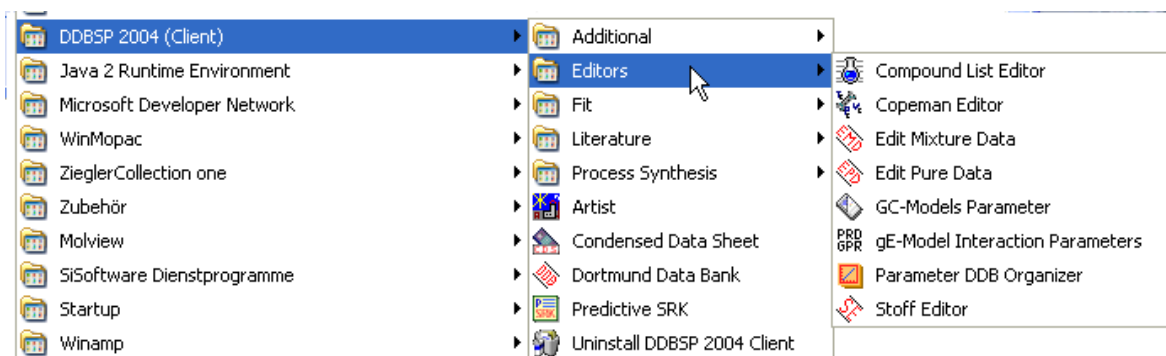 DDBSP 2004 (Client)
Java 2 Runtime Environment
Microsoft Developer Network
WinMopac
ZieglerCollection one
Zubehör
Molview
SiSoftware Dienstprogramme
Startup
Winamp
Additional
Editors
Fit
Literature
Process Synthesis
Artist
Condensed Data Sheet
Dortmund Data Bank
Predictive SRK
Uninstall DDBSP 2004 Client
Compound List Editor
Copeman Editor
Edit Mixture Data
Edit Pure Data
GC-Models Parameter
gE-Model Interaction Parameters
Parameter DDB Organizer
Stoff Editor